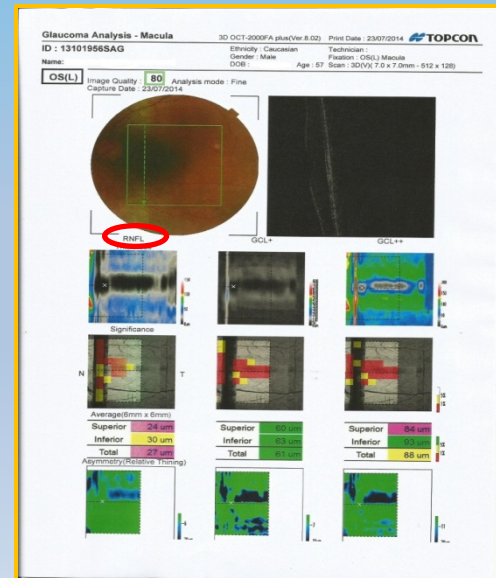 Glaucoma Analysis - Macula 3D OCT-2000FA plus(Ver.8.02) Print Date : 23/07/2014 TOPCON
ID : 13101956SAG Ethnicity : Caucasian Technician :
Gender : Male Fixation : OS(L) Macula
Name: DOB : Age : 57 Scan : 3D(V)( 7.0 x 7.0mm - 512 x 128)
OS(L) Image Quality : 80 Analysis mode : Fine
Capture Date : 23/07/2014
RNFL GCL+ GCL++
Significance
N T
Average(6mm x 6mm)
Superior 24 um Superior 60 um Superior 84 um
Inferior 30 um Inferior 63 um Inferior 93 um
Total 27 um Total 61 um Total 88 um
Asymmetry(Relative Thining)